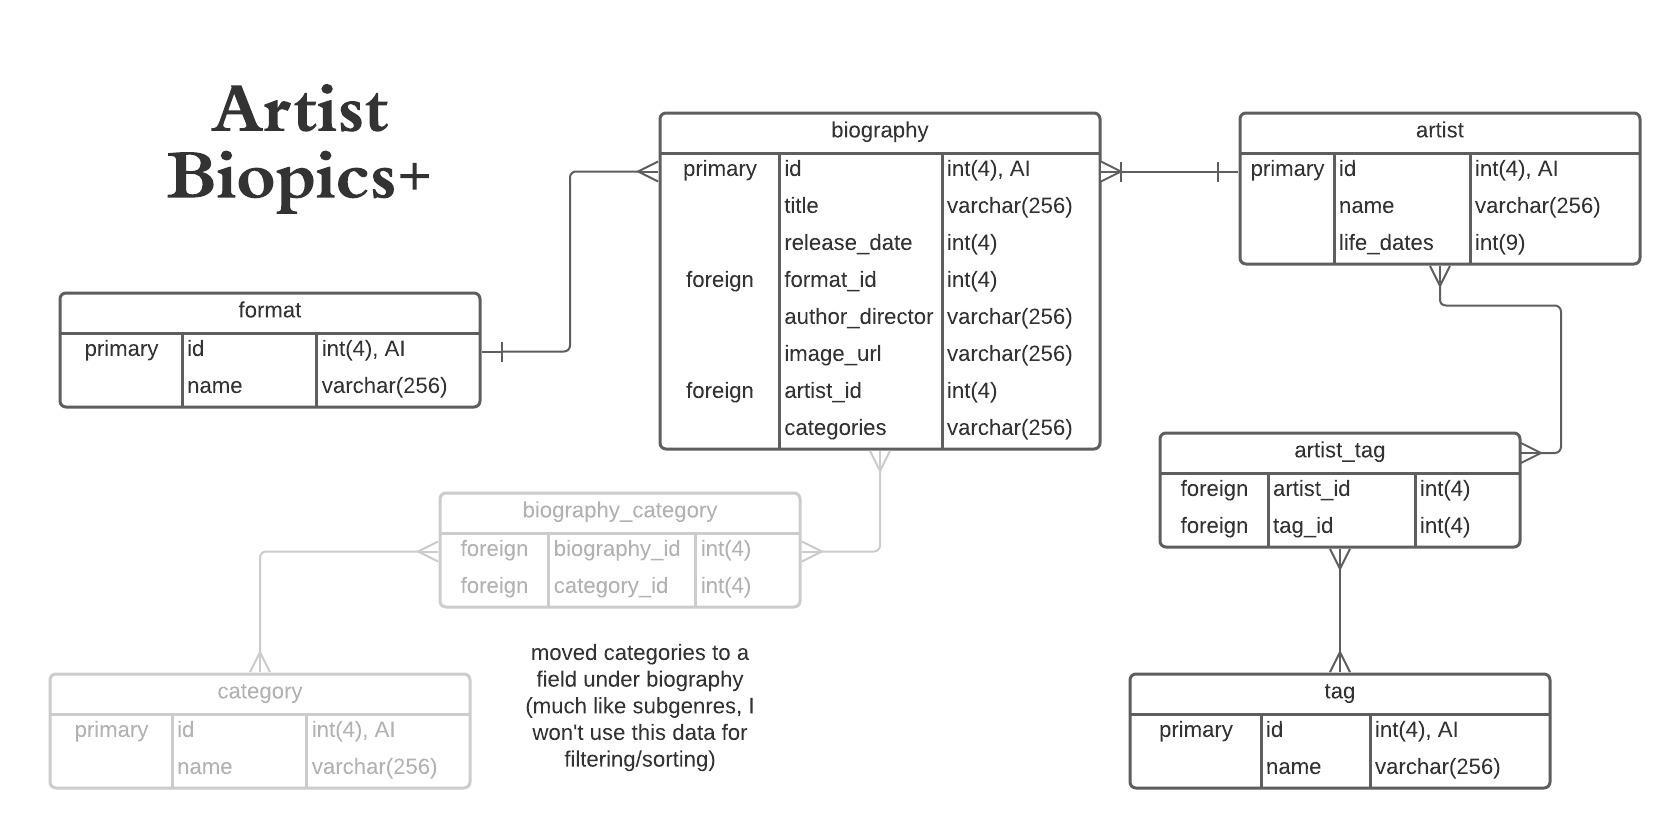 Artist
Biopics+
biography
primary id int(4), AI
title varchar(256)
release_date int(4)
foreign format_id int(4)
author_director varchar(256)
image_url varchar(256)
foreign artist_id int(4)
categories varchar(256)
artist
primary id int(4), AI
name varchar(256)
life_dates int(9)
format
primary id int(4), AI
name varchar(256)
artist_tag
foreign artist_id int(4)
foreign tag_id int(4)
biography_category
foreign biography_id int(4)
foreign category_id int(4)
moved categories to a
field under biography
(much like subgenres, I
won't use this data for
filtering/sorting)
category
primary id int(4), AI
name varchar(256)
tag
primary id int(4), AI
name varchar(256)